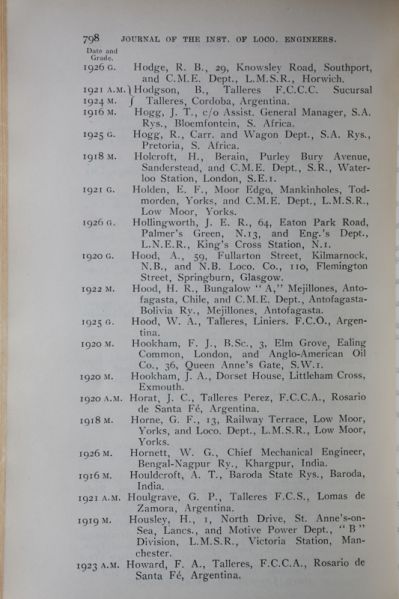 798 JOURNAL OF THE INST. OF LOCO. ENGINEERS.
Date and
Grade.
1926 G. Hodge, R. B., 29, Knowsley Road, Southport,
and C.M.E. Dept., L.M.S.R., Horwich.
1921 A.M. } Hodgson, B., Talleres F.C.C.C. Sucursal
1924 M. } Talleres, Cordoba, Argentina.
1916 M. Hogg, J. T., c/o Assist. General Manager, S.A.
Rys., Bloemfontein, S. Africa.
1925 G. Hogg, R., Carr. and Wagon Dept., S.A. Rys.,
Pretoria, S. Africa.
1918 M. Holcroft, H., Berain, Purley Bury Avenue,
Sanderstead, and C.M.E. Dept., S.R., Water-
loo Station, London, S.E.1.
1921 G. Holden, E. F., Moor Edge, Mankinholes, Tod-
morden, Yorks, and C.M.E. Dept., L.M.S.R.,
Low Moor, Yorks.
1926 G. Hollingworth, J. E. R., 64, Eaton Park Road,
Palmer's Green, N.13, and Eng.'s Dept.,
L.N.E.R., King's Cross Station, N.1.
1920 G. Hood, A., 59, Fullarton Street, Kilmarnock,
N.B., and N.B. Loco. Co., 110, Flemington
Street, Springburn, Glasgow.
1922 M. Hood, H. R., Bungalow " A," Mejillones, Anto-
fagasta, Chile, and C.M.E. Dept., Antofagasta-
Bolivia Ry., Mejillones, Antofagasta.
1925 G. Hood, W. A., Talleres, Liniers. F.C.O., Argen-
tina.
1920 M. Hookham, F. J., B.Sc., 3, Elm Grove, Ealing
Common, London, and Anglo-American Oil
Co., 36, Queen Anne's Gate, S.W.1.
1920 M. Hookham, J. A., Dorset House, Littleham Cross,
Exmouth.
1920 A.M. Horat, J. C., Talleres Perez, F.C.C.A., Rosario
de Santa Fé, Argentina.
1918 M. Horne, G. F., 13, Railway Terrace, Low Moor,
Yorks, and Loco. Dept., L.M.S.R., Low Moor,
Yorks.
1926 M. Hornett, W. G., Chief Mechanical Engineer,
Bengal-Nagpur Ry., Khargpur, India.
1916 M. Houldcroft, A. T., Baroda State Rys., Baroda,
India.
1921 A.M. Houlgrave, G. P., Talleres F.C.S., Lomas de
Zamora, Argentina.
1919 M. Housley, H., 1, North Drive, St. Anne's-on-
Sea, Lancs., and Motive Power Dept., " B "
Division, L.M.S.R., Victoria Station, Man-
chester.
1923 A.M. Howard, F. A., Talleres, F.C.C.A., Rosario de
Santa Fé, Argentina.